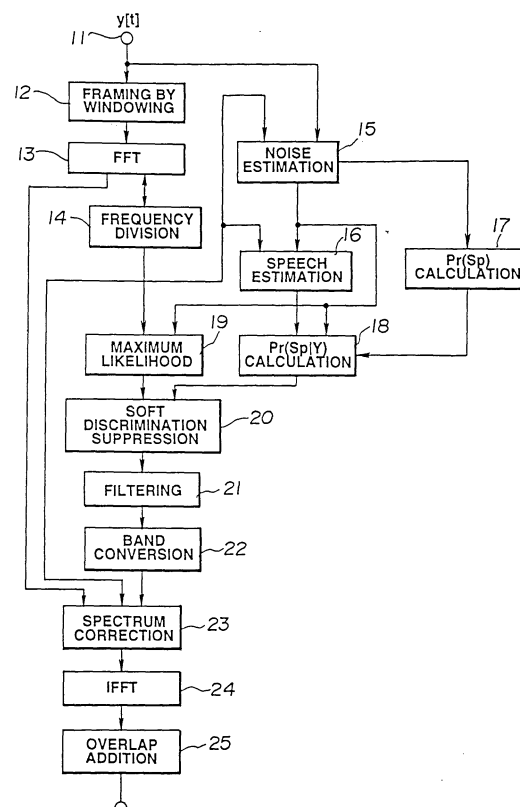 y[t]
11
12
FRAMING BY
WINDOWING
13
FFT
15
NOISE
ESTIMATION
14
FREQUENCY
DIVISION
16
SPEECH
ESTIMATION
17
Pr(Sp)
CALCULATION
19
MAXIMUM
LIKELIHOOD
18
Pr(Sp|Y)
CALCULATION
SOFT
DISCRIMINATION
SUPPRESSION
20
FILTERING
21
BAND
CONVERSION
22
SPECTRUM
CORRECTION
23
IFFT
24
OVERLAP
ADDITION
25